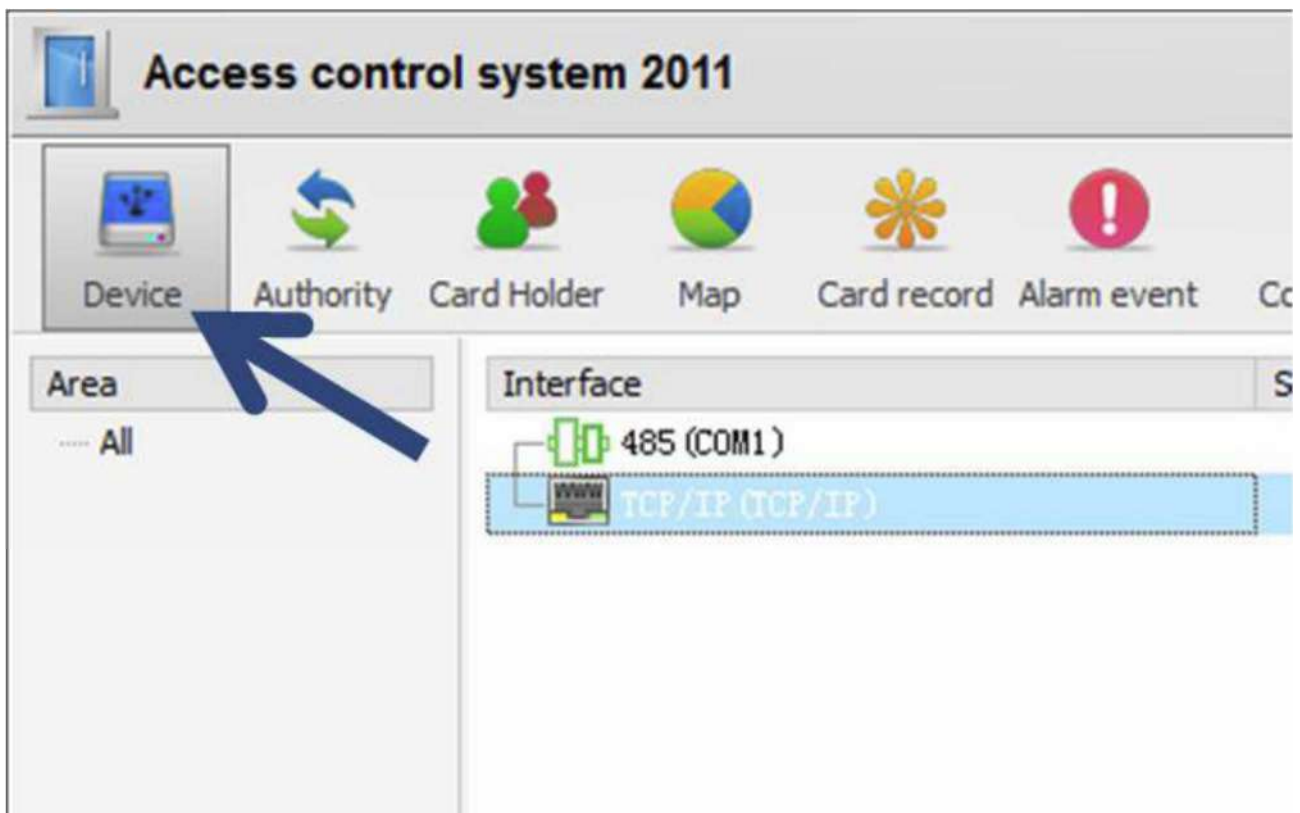 Access control system 2011
Device Authority Card Holder Map Card record Alarm event
Area Interface
All 485 (COM1)
TCP/IP (TCP/IP)